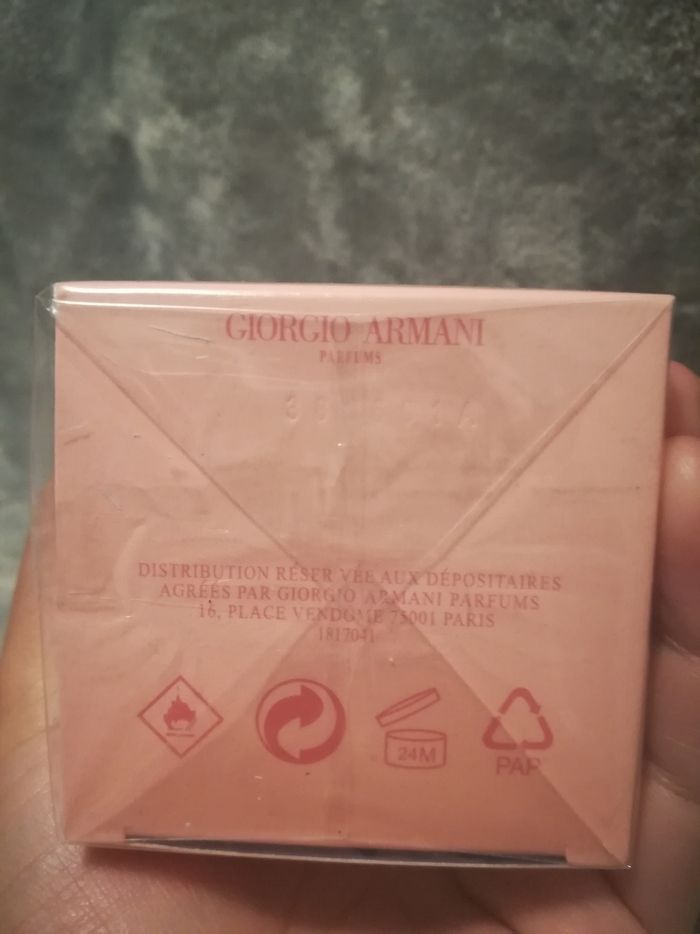 GIORGIO ARMANI
PARFUMS
DISTRIBUTION RÉSERVÉE AUX DÉPOSITAIRES
AGRÉÉS PAR GIORGIO ARMANI PARFUMS
16, PLACE VENDÔME 75001 PARIS
1817041
24M
PAP